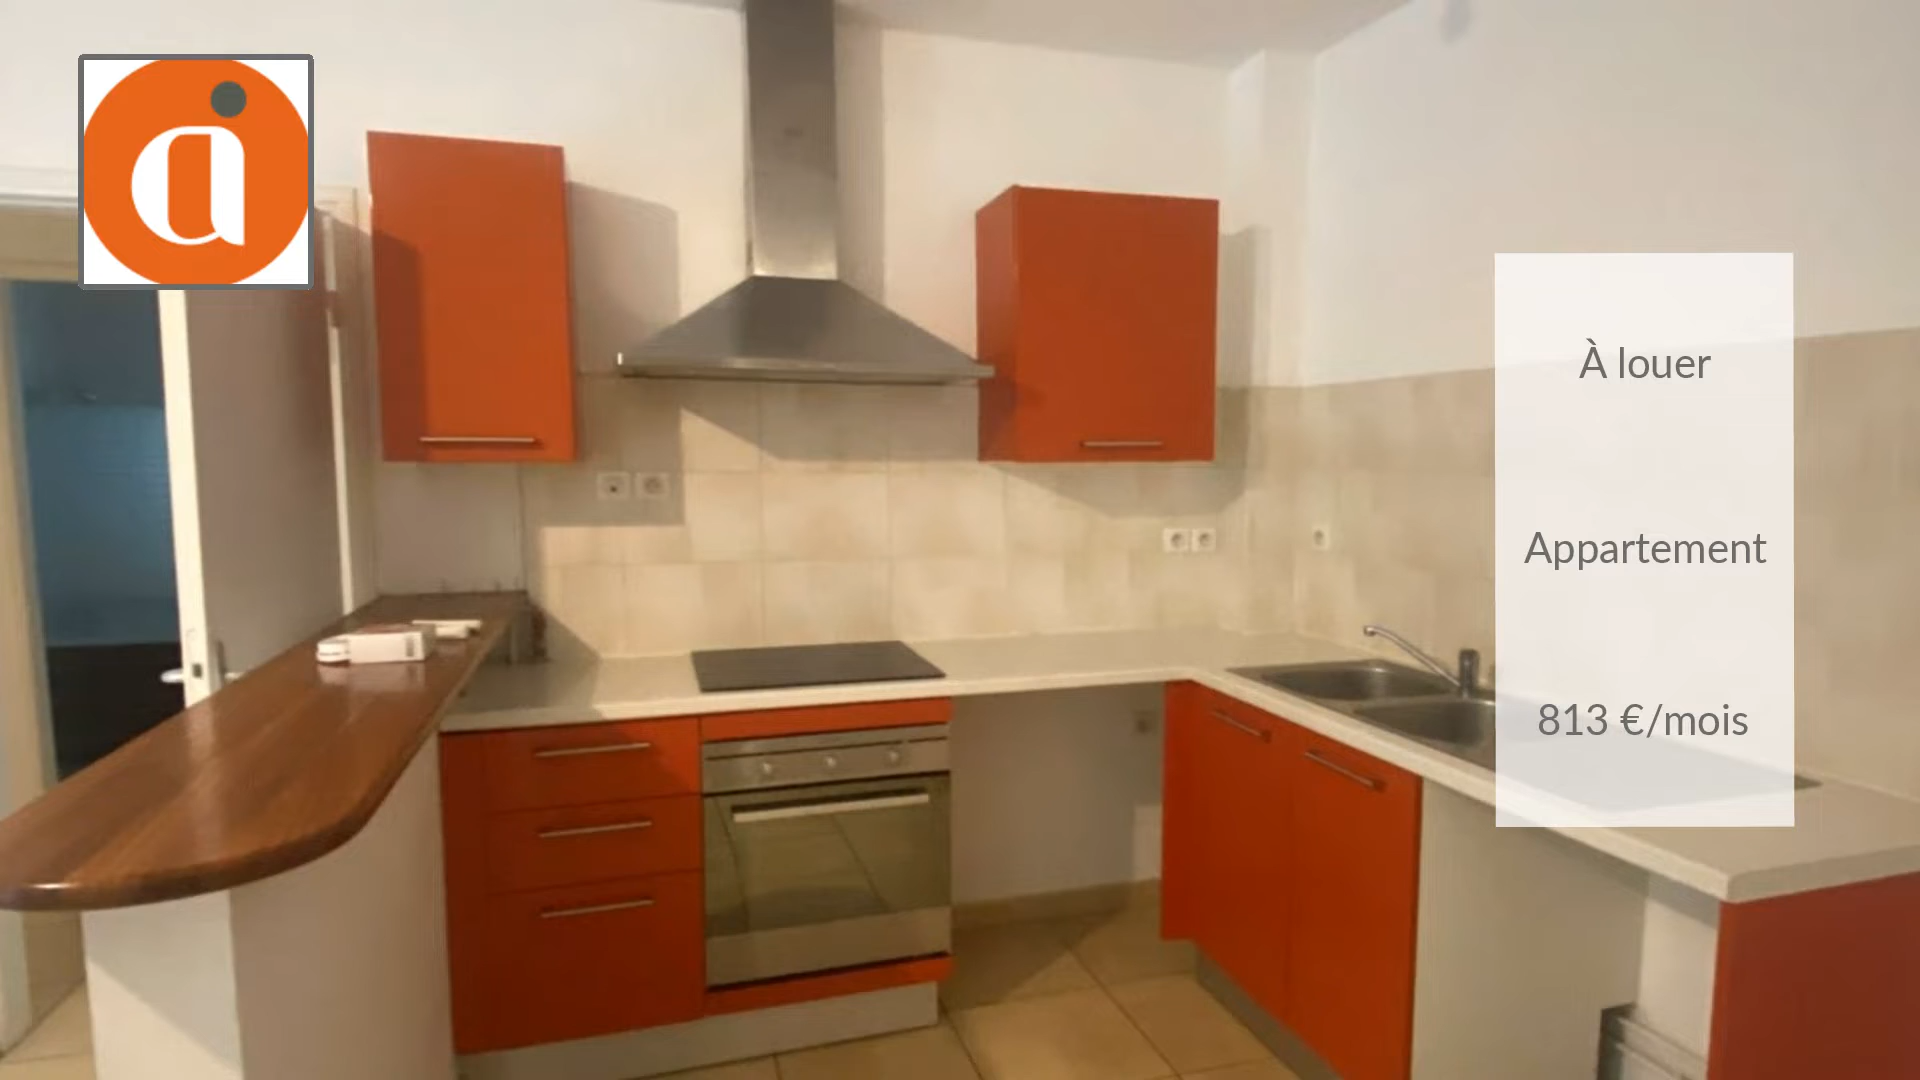 À louer
Appartement
813 €/mois